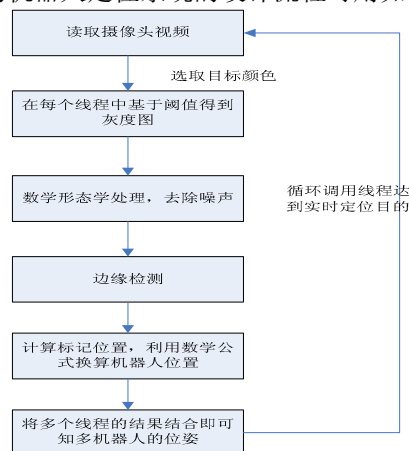 读取摄像头视频
选取目标颜色
在每个线程中基于阈值得到
灰度图
数学形态学处理，去除噪声
循环调用线程达
到实时定位目的
边缘检测
计算标记位置，利用数学公
式换算机器人位置
将多个线程的结果结合即可
知多机器人的位姿